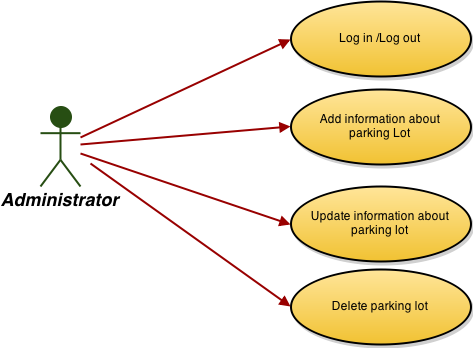 Log in /Log out
Add information about
parking Lot
Administrator
Update information about
parking lot
Delete parking lot